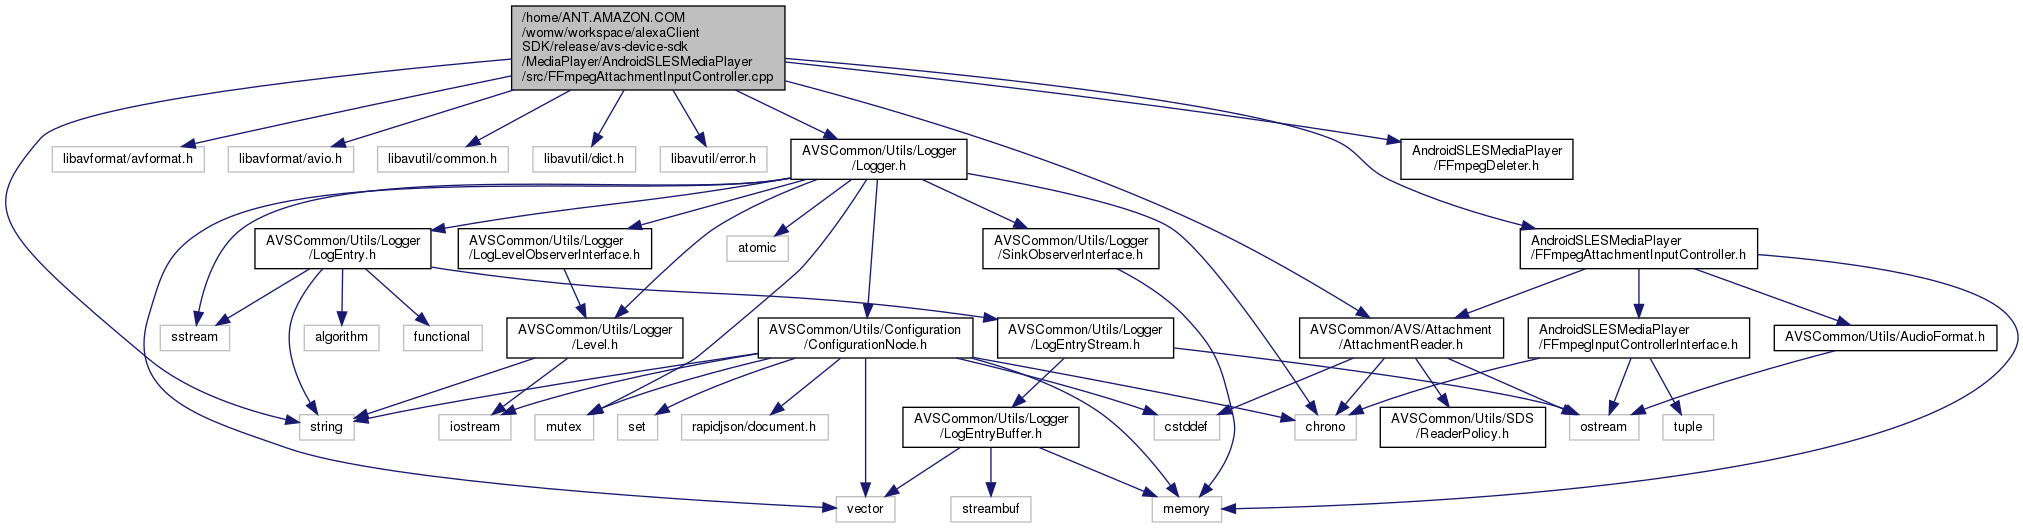 /home/ANT.AMAZON.COM
/womw/workspace/alexaClient
SDK/release/avs-device-sdk
/MediaPlayer/AndroidSLESMediaPlayer
/src/FFmpegAttachmentInputController.cpp
libavformat/avformat.h
libavformat/avio.h
libavutil/common.h
libavutil/dict.h
libavutil/error.h
AVSCommon/Utils/Logger
/Logger.h
AndroidSLESMediaPlayer
/FFmpegDeleter.h
AVSCommon/Utils/Logger
/LogEntry.h
AVSCommon/Utils/Logger
/LogLevelObserverInterface.h
atomic
AVSCommon/Utils/Logger
/SinkObserverInterface.h
AndroidSLESMediaPlayer
/FFmpegAttachmentInputController.h
sstream
algorithm
functional
AVSCommon/Utils/Logger
/Level.h
AVSCommon/Utils/Configuration
/ConfigurationNode.h
AVSCommon/Utils/Logger
/LogEntryStream.h
AVSCommon/AVS/Attachment
/AttachmentReader.h
AndroidSLESMediaPlayer
/FFmpegInputControllerInterface.h
AVSCommon/Utils/AudioFormat.h
string
iostream
mutex
set
rapidjson/document.h
AVSCommon/Utils/Logger
/LogEntryBuffer.h
cstddef
chrono
AVSCommon/Utils/SDS
/ReaderPolicy.h
ostream
tuple
vector
streambuf
memory